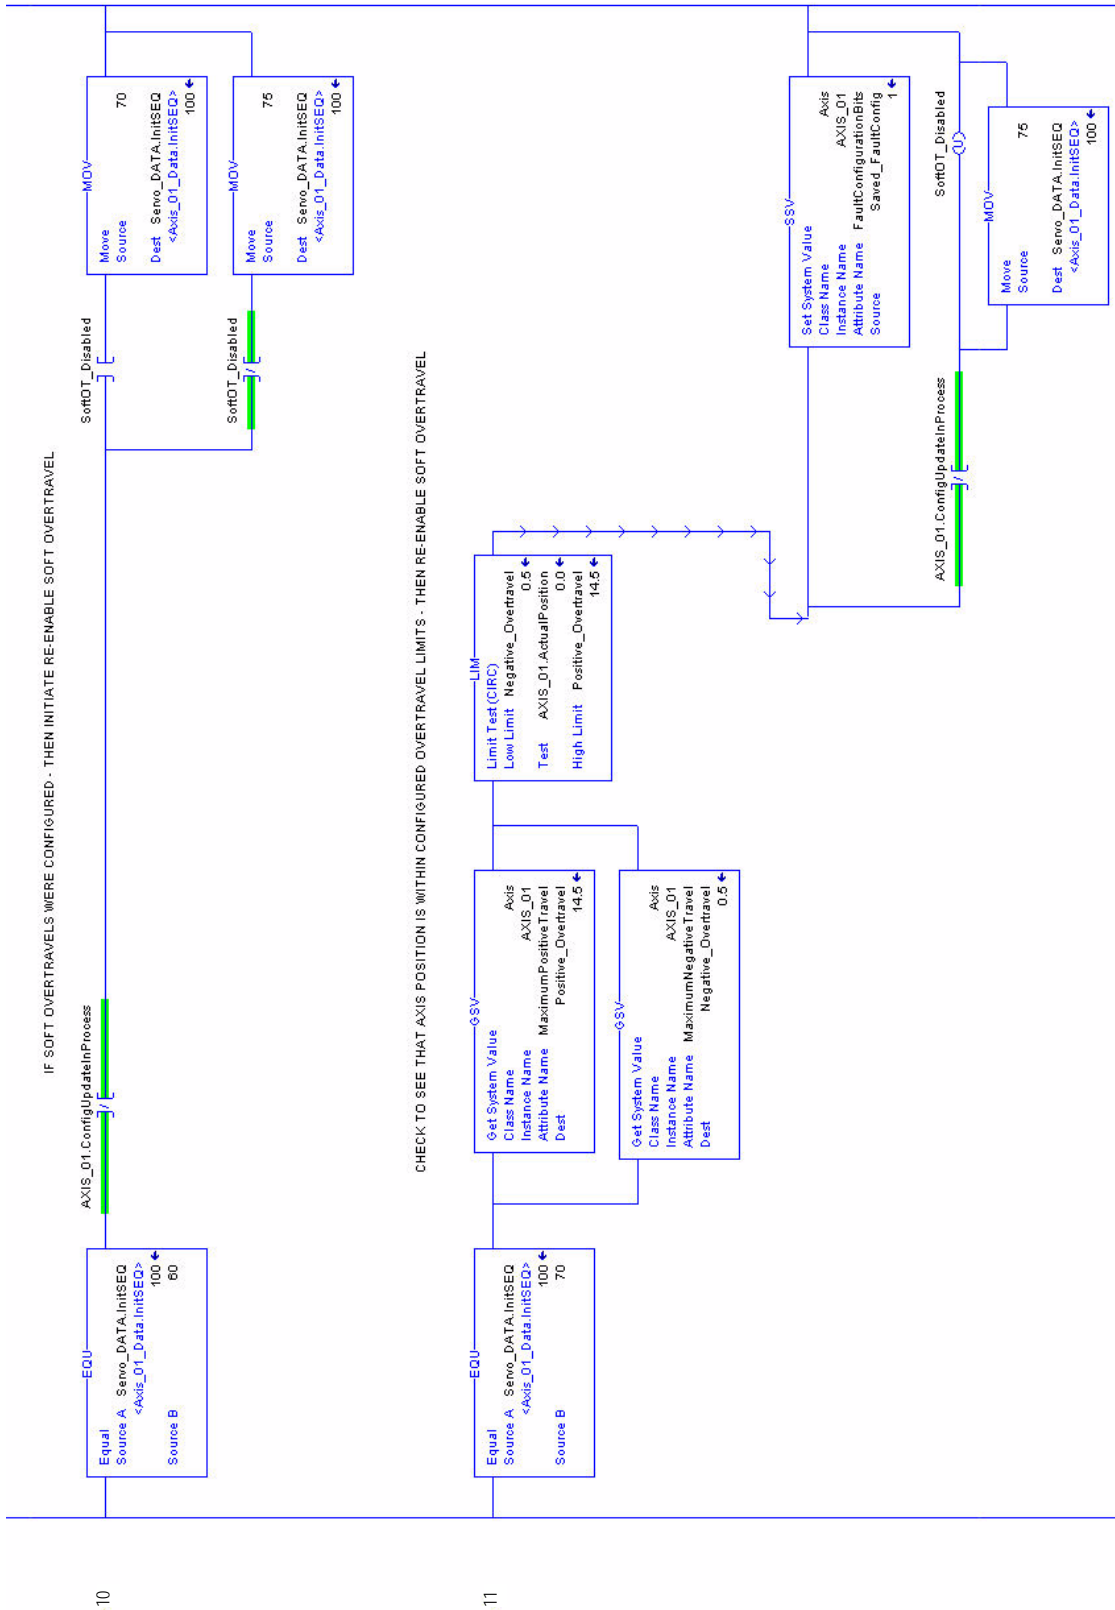 10
IF SOFT OVERTRAVELS WERE CONFIGURED - THEN INITIATE RE-ENABLE SOFT OVERTRAVEL
EQU
Equal
Source A Servo_DATA.InitSEQ
<Axis_01_Data.InitSEQ>
100
Source B 60
AXIS_01.ConfigUpdateInProcess
/
SoftOT_Disabled
MOV
Move
Source 70
Dest Servo_DATA.InitSEQ
<Axis_01_Data.InitSEQ>
100
SoftOT_Disabled
/
MOV
Move
Source 75
Dest Servo_DATA.InitSEQ
<Axis_01_Data.InitSEQ>
100
11
CHECK TO SEE THAT AXIS POSITION IS WITHIN CONFIGURED OVERTRAVEL LIMITS - THEN RE-ENABLE SOFT OVERTRAVEL
EQU
Equal
Source A Servo_DATA.InitSEQ
<Axis_01_Data.InitSEQ>
100
Source B 70
GSV
Get System Value
Class Name Axis
Instance Name AXIS_01
Attribute Name MaximumPositiveTravel
Dest Positive_Overtravel
14.5
GSV
Get System Value
Class Name Axis
Instance Name AXIS_01
Attribute Name MaximumNegativeTravel
Dest Negative_Overtravel
0.5
LIM
Limit Test (CIRC)
Low Limit Negative_Overtravel
0.5
Test AXIS_01.ActualPosition
0.0
High Limit Positive_Overtravel
14.5
SSV
Set System Value
Class Name Axis
Instance Name AXIS_01
Attribute Name FaultConfigurationBits
Source Saved_FaultConfig
1
AXIS_01.ConfigUpdateInProcess
/
SoftOT_Disabled
U
MOV
Move
Source 75
Dest Servo_DATA.InitSEQ
<Axis_01_Data.InitSEQ>
100